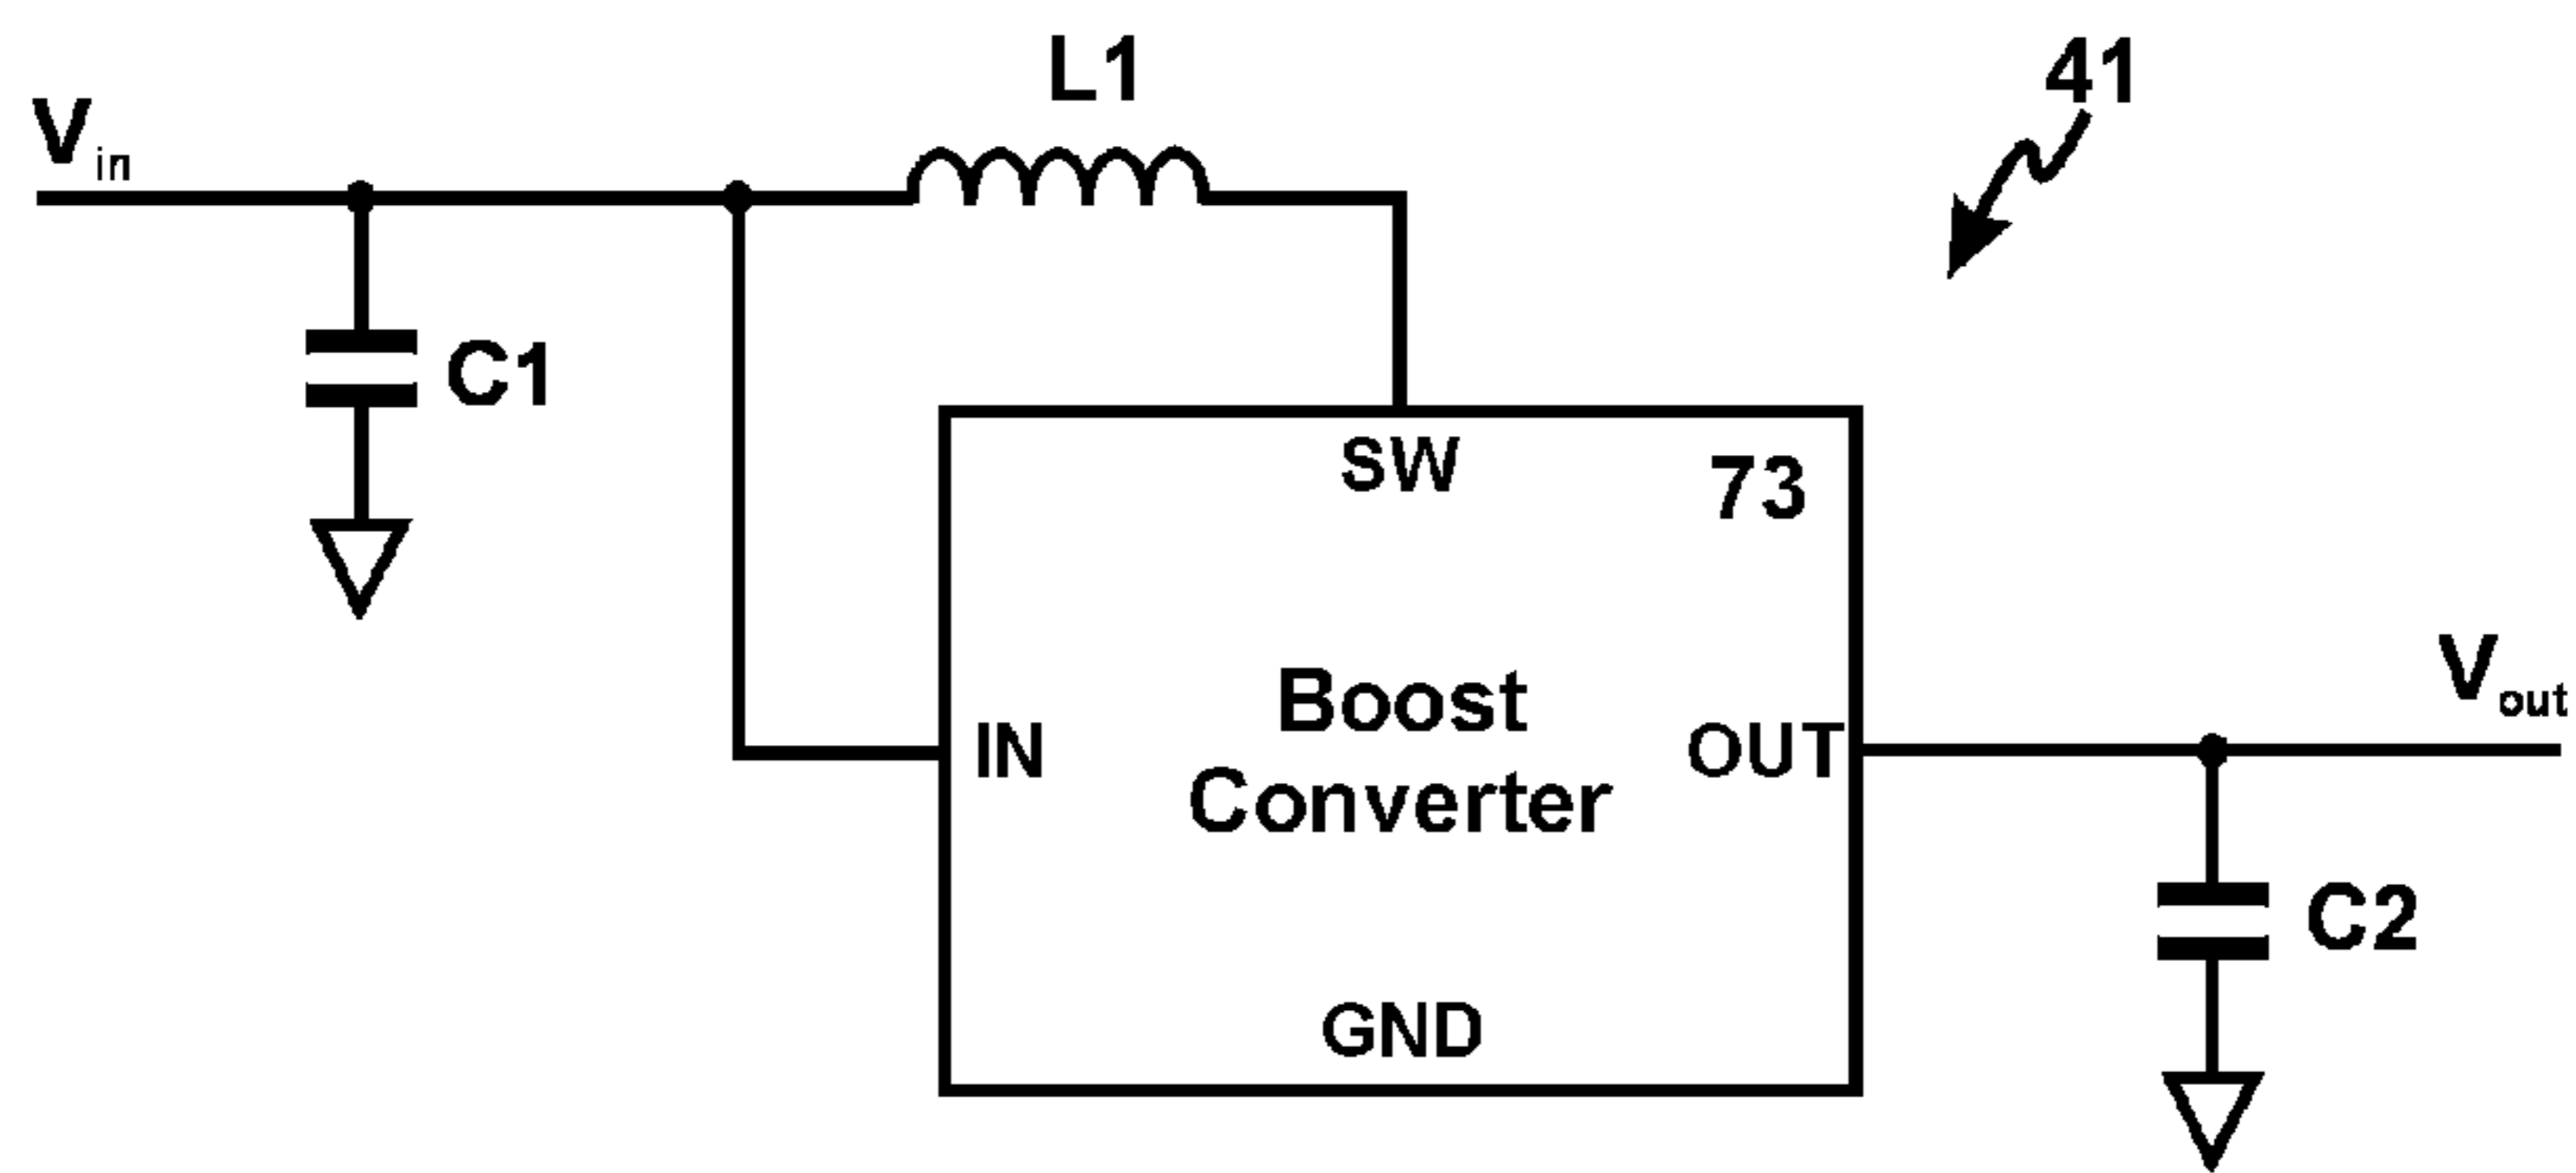 L1
41
Vin
C1
SW
73
Boost
Converter
IN
OUT
Vout
C2
GND